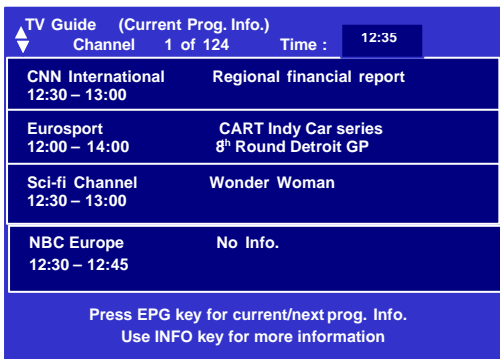 TV Guide (Current Prog. Info.)
Channel 1 of 124 Time : 12:35
CNN International Regional financial report
12:30 – 13:00
Eurosport CART Indy Car series
12:00 – 14:00 8th Round Detroit GP
Sci-fi Channel Wonder Woman
12:30 – 13:00
NBC Europe No Info.
12:30 – 12:45
Press EPG key for current/next prog. Info.
Use INFO key for more information